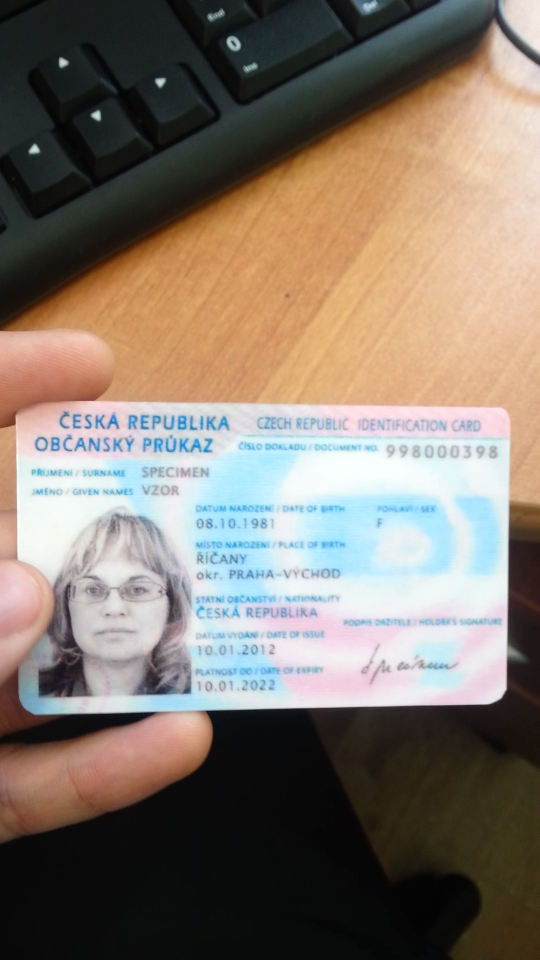 End
0
Ins
ČESKÁ REPUBLIKA CZECH REPUBLIC IDENTIFICATION CARD
OBČANSKÝ PRŮKAZ ČÍSLO DOKLADU / DOCUMENT NO. 998000398
PŘÍJMENÍ / SURNAME SPECIMEN
JMÉNO / GIVEN NAMES VZOR
DATUM NAROZENÍ / DATE OF BIRTH POHLAVÍ / SEX
08.10.1981 F
MÍSTO NAROZENÍ / PLACE OF BIRTH
ŘÍČANY
okr. PRAHA-VÝCHOD
STÁTNÍ OBČANSTVÍ / NATIONALITY
ČESKÁ REPUBLIKA
PODPIS DRŽITELE / HOLDER'S SIGNATURE
DATUM VYDÁNÍ / DATE OF ISSUE
10.01.2012
Specimen
PLATNOST DO / DATE OF EXPIRY
10.01.2022